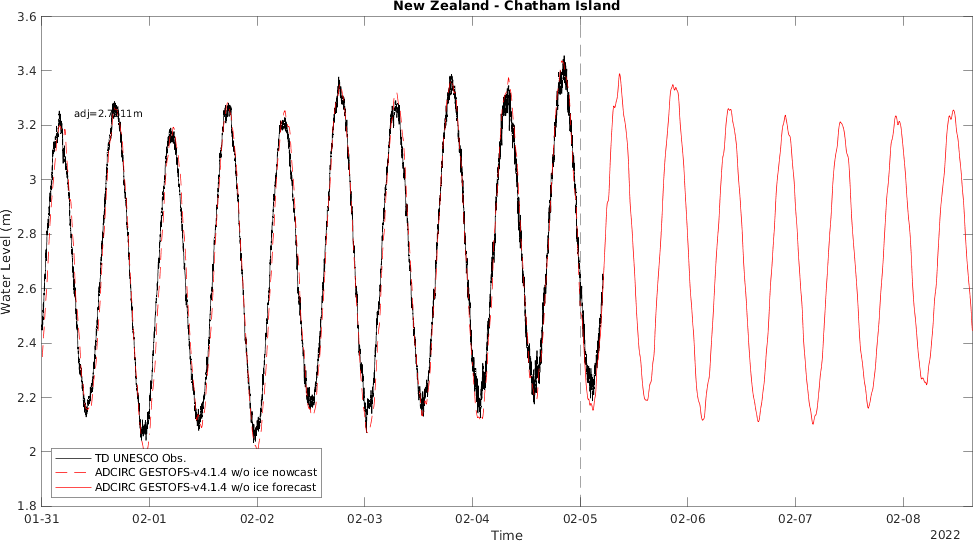 New Zealand - Chatham Island
Water Level (m)
3.6
3.4
3.2
3
2.8
2.6
2.4
2.2
2
1.8
TD UNESCO Obs.
ADCIRC GESTOFS-v4.1.4 w/o ice nowcast
ADCIRC GESTOFS-v4.1.4 w/o ice forecast
01-31 02-01 02-02 02-03 02-04 02-05 02-06 02-07 02-08
Time
2022